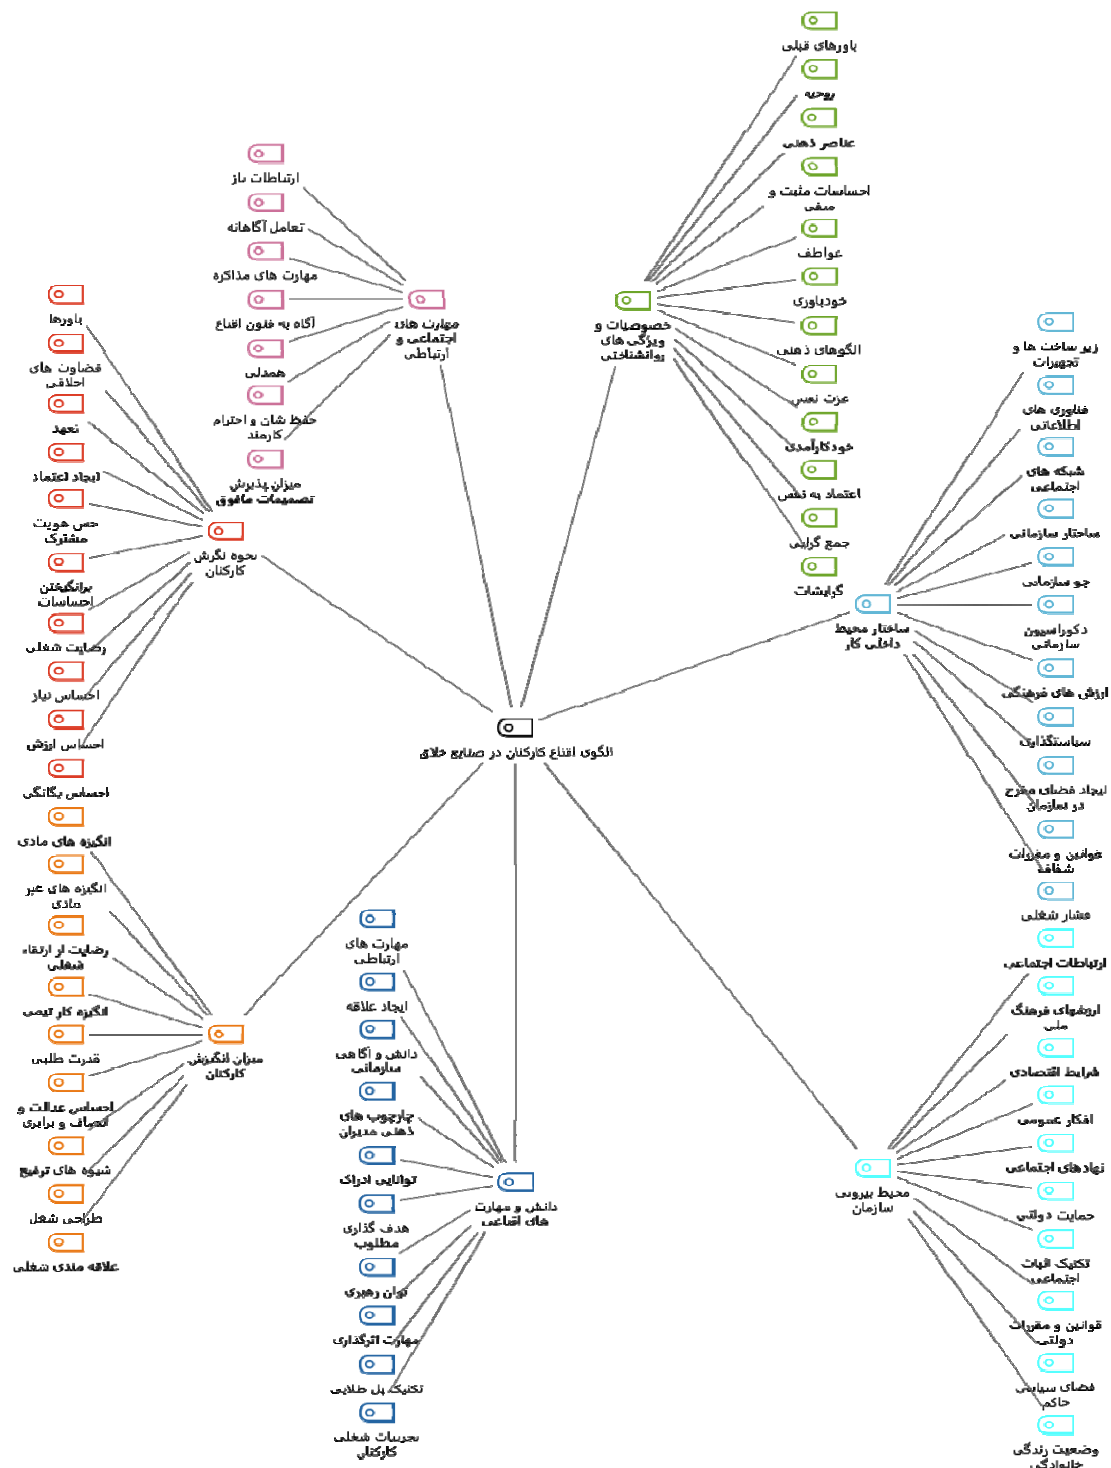 باورهای قبلی
روحیه
عناصر ذهنی
احساسات مثبت و
منفی
عواطف
خودباوری
الگوهای ذهنی
عزت نفس
خودکارآمدی
اعتماد به نفس
جمع گرایی
گرایشات
خصوصیات و
ویژگی های
روانشناختی
ارتباطات باز
تعامل آگاهانه
مهارت های مذاکره
آگاه به فنون اقناع
همدلی
حفظ شان و احترام
کارمند
میزان پذیرش
تصمیمات مافوق
مهارت های
اجتماعی و
ارتباطی
باورها
قضاوت های
اخلاقی
تعهد
ایجاد اعتماد
حس هویت
مشترک
برانگیختن
احساسات
رضایت شغلی
احساس نیاز
احساس ارزش
احساس یگانگی
نحوه نگرش
کارکنان
زیر ساخت ها و
تجهیزات
فناوری های
اطلاعاتی
شبکه های
اجتماعی
ساختار سازمانی
جو سازمانی
دکوراسیون
سازمانی
ارزش های فرهنگی
سیاستگذاری
ایجاد فضای مفرح
در سازمان
قوانین و مقررات
شفاف
فشار شغلی
ساختار محیط
داخلی کار
الگوی اقناع کارکنان در صنایع خلاق
انگیزه های مادی
انگیزه های غیر
مادی
رضایت از ارتقاء
شغلی
انگیزه کار تیمی
قدرت طلبی
احساس عدالت و
انصاف و برابری
شیوه های ترفیع
طراحی شغل
علاقه مندی شغلی
میزان انگیزش
کارکنان
مهارت های
ارتباطی
ایجاد علاقه
دانش و آگاهی
سازمانی
چارچوب های
ذهنی مدیران
توانایی ادراک
هدف گذاری
مطلوب
توان رهبری
مهارت اثرگذاری
تکنیک پل طلایی
تجربیات شغلی
کارکنان
دانش و مهارت
های اقناعی
ارتباطات اجتماعی
ارزشهای فرهنگ
ملی
شرایط اقتصادی
افکار عمومی
نهادهای اجتماعی
حمایت دولتی
تکنیک اثبات
اجتماعی
قوانین و مقررات
دولتی
فضای سیاسی
حاکم
وضعیت زندگی
خانوادگی
محیط بیرونی
سازمان